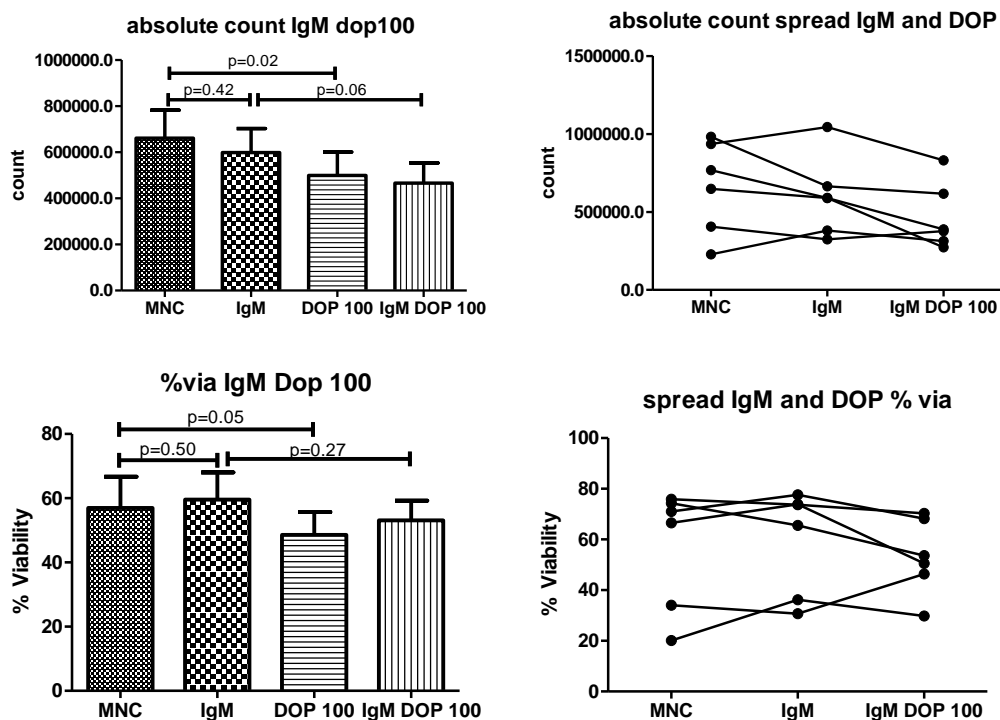 absolute count IgM dop100
1000000.0
800000.0
600000.0
400000.0
200000.0
0.0
count
p=0.02
p=0.42
p=0.06
MNC IgM DOP 100 IgM DOP 100
absolute count spread IgM and DOP
1500000.0
1000000.0
500000.0
0.0
count
MNC IgM IgM DOP 100
%via IgM Dop 100
80
60
40
20
0
% Viability
p=0.05
p=0.50
p=0.27
MNC IgM DOP 100 IgM DOP 100
spread IgM and DOP % via
100
80
60
40
20
0
% Viability
MNC IgM IgM DOP 100